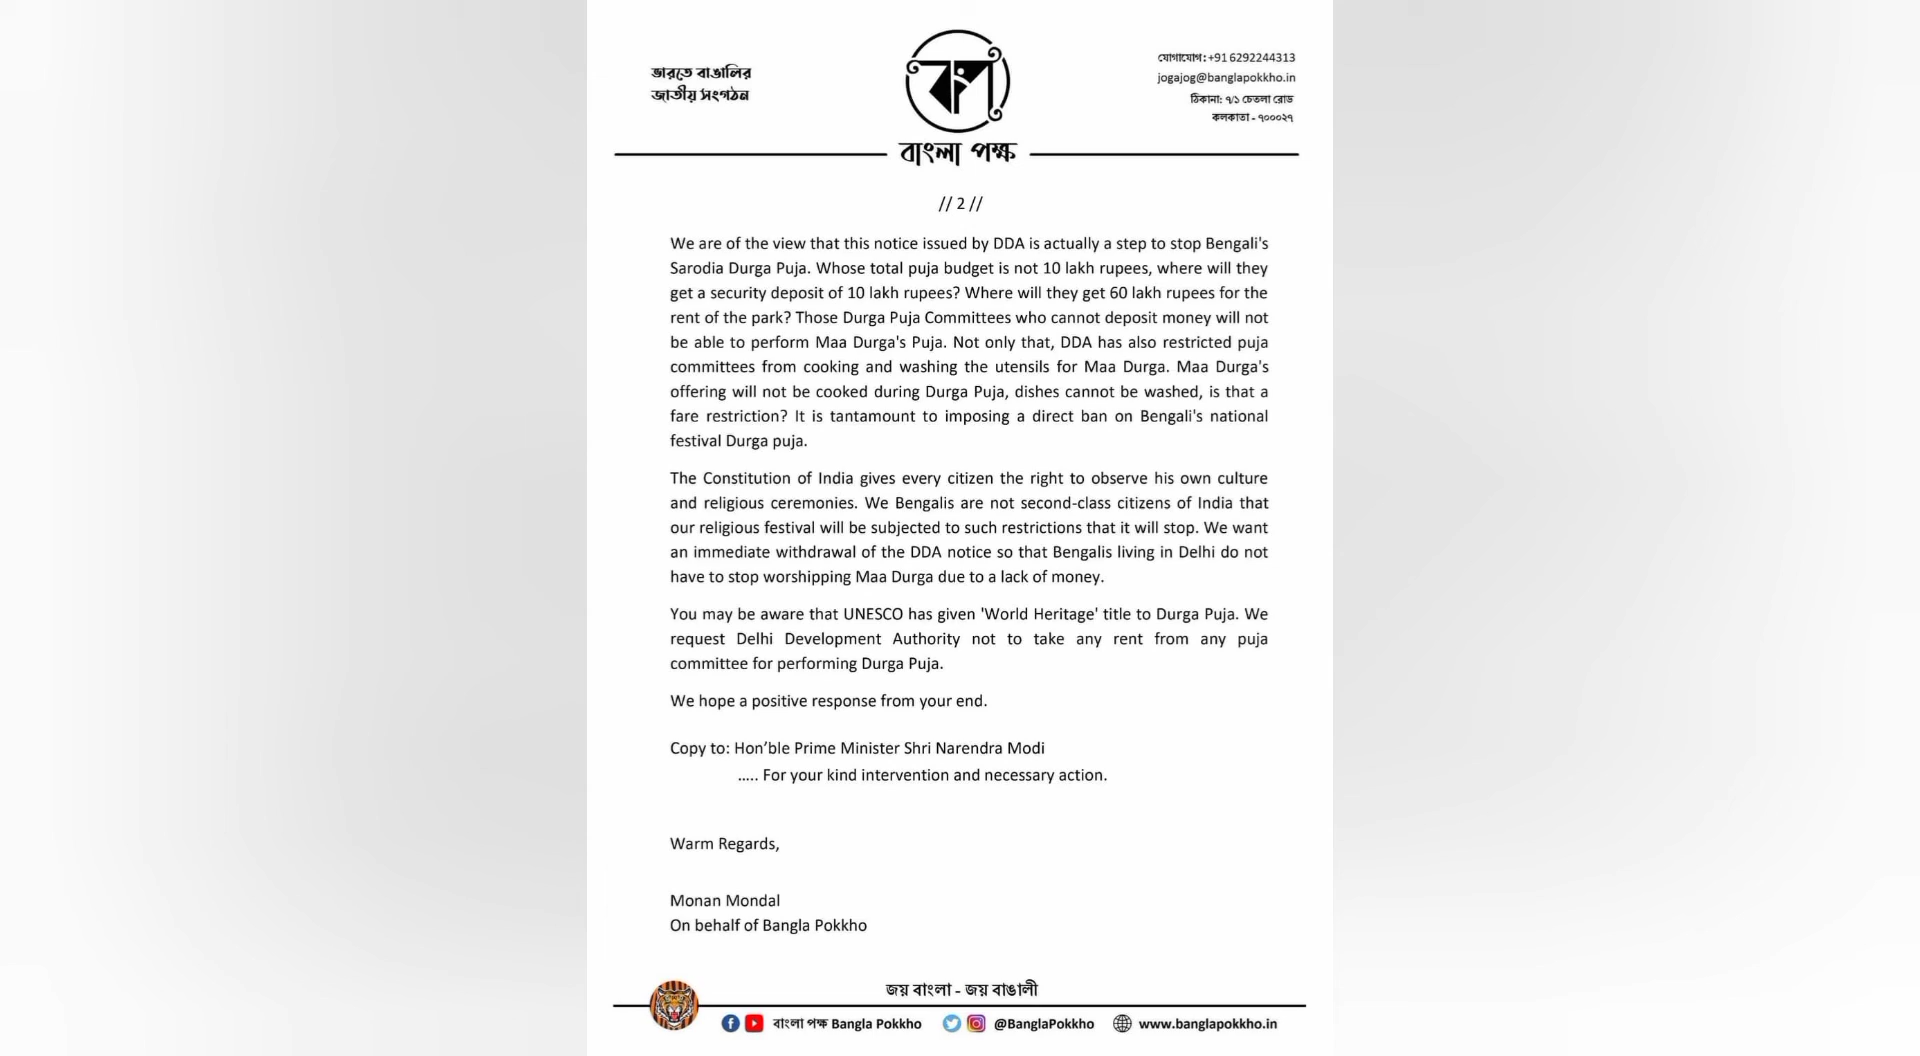 ভারতে বাঙালির
জাতীয় সংগঠন
বাংলা পক্ষ
যোগাযোগ: +91 6292244313
jogajog@banglapokkho.in
ঠিকানা: ৭/১ চেতলা রোড
কলকাতা - ৭০০০২৭
// 2 //
We are of the view that this notice issued by DDA is actually a step to stop Bengali's
Sarodia Durga Puja. Whose total puja budget is not 10 lakh rupees, where will they
get a security deposit of 10 lakh rupees? Where will they get 60 lakh rupees for the
rent of the park? Those Durga Puja Committees who cannot deposit money will not
be able to perform Maa Durga's Puja. Not only that, DDA has also restricted puja
committees from cooking and washing the utensils for Maa Durga. Maa Durga's
offering will not be cooked during Durga Puja, dishes cannot be washed, is that a
fare restriction? It is tantamount to imposing a direct ban on Bengali's national
festival Durga puja.
The Constitution of India gives every citizen the right to observe his own culture
and religious ceremonies. We Bengalis are not second-class citizens of India that
our religious festival will be subjected to such restrictions that it will stop. We want
an immediate withdrawal of the DDA notice so that Bengalis living in Delhi do not
have to stop worshipping Maa Durga due to a lack of money.
You may be aware that UNESCO has given 'World Heritage' title to Durga Puja. We
request Delhi Development Authority not to take any rent from any puja
committee for performing Durga Puja.
We hope a positive response from your end.
Copy to: Hon’ble Prime Minister Shri Narendra Modi
..... For your kind intervention and necessary action.
Warm Regards,
Monan Mondal
On behalf of Bangla Pokkho
জয় বাংলা - জয় বাঙালী
বাংলা পক্ষ Bangla Pokkho @BanglaPokkho www.banglapokkho.in